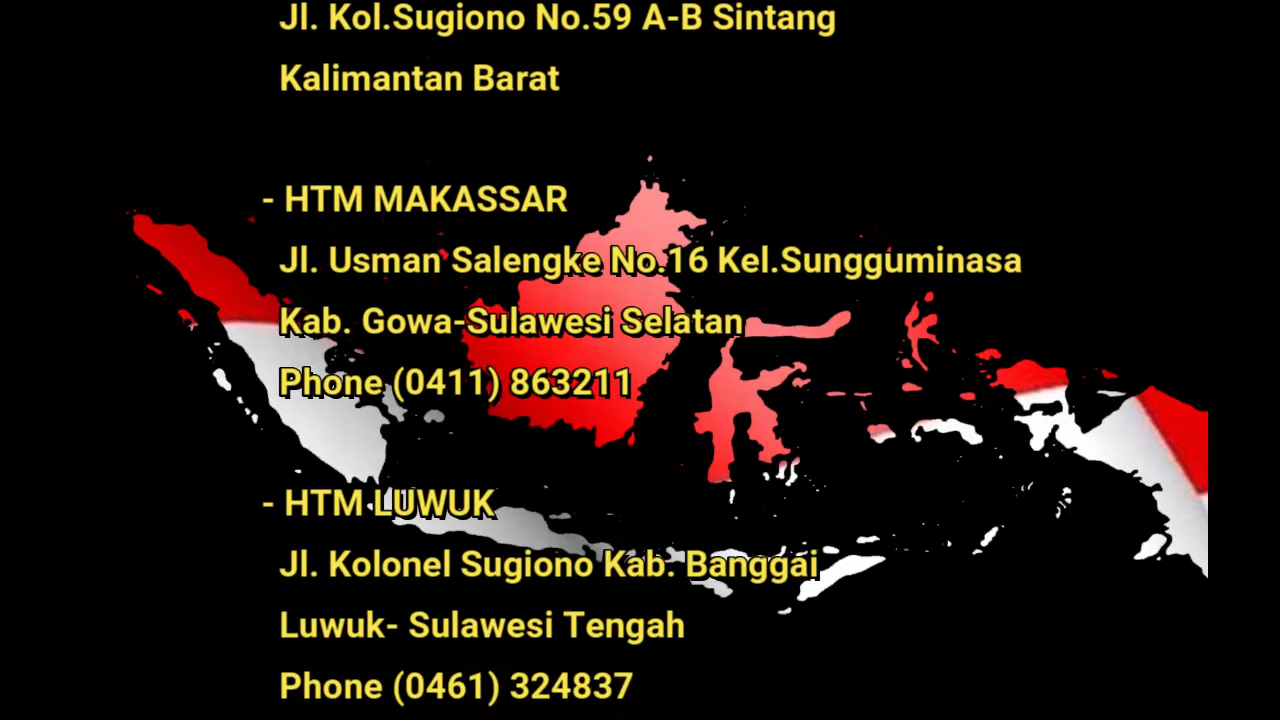 Jl. Kol.Sugiono No.59 A-B Sintang
Kalimantan Barat
- HTM MAKASSAR
Jl. Usman Salengke No.16 Kel.Sungguminasa
Kab. Gowa-Sulawesi Selatan
Phone (0411) 863211
- HTM LUWUK
Jl. Kolonel Sugiono Kab. Banggai
Luwuk- Sulawesi Tengah
Phone (0461) 324837